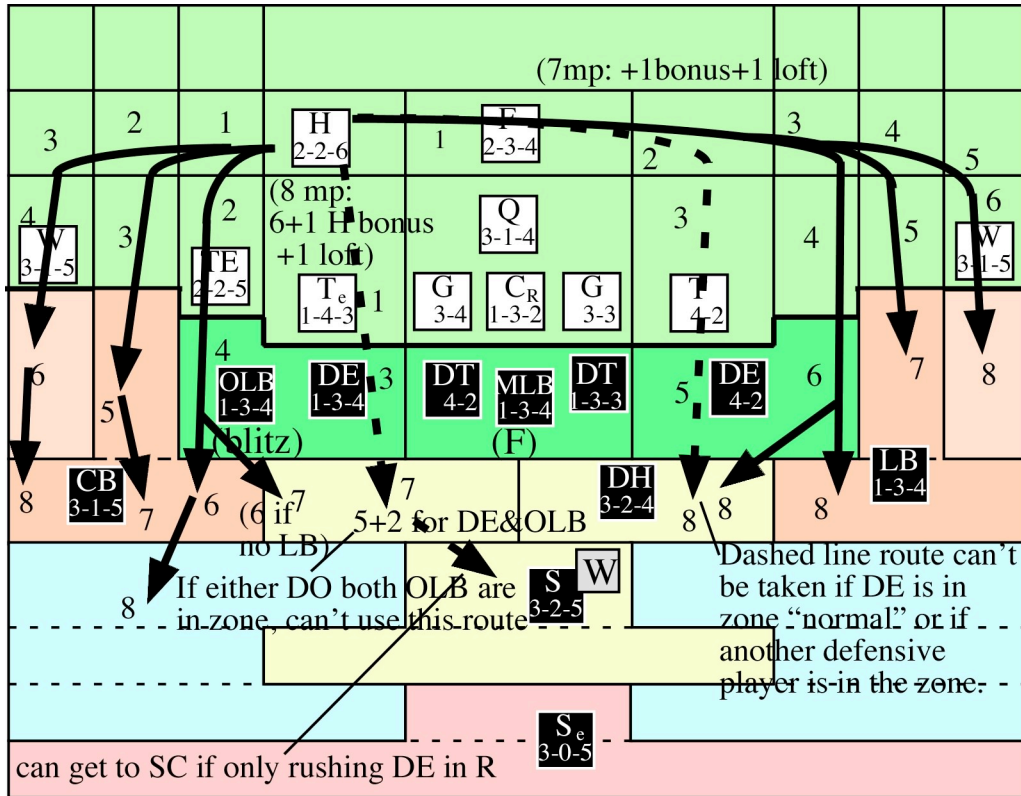 (7mp: +1bonus+1 loft)
3 2 1 H 2-2-6 1 F 2-3-4 2 3 4 5
(8 mp:
6+1 H bonus
+1 loft)
4 W 3-1-5 3 2 Q 3-1-4 3 4 5 6 W 3-1-5
TE 2-2-5
Te 1-4-3 1 G 3-4 CR 1-3-2 G 3-3 T 4-2
6 5 4 OLB 1-3-4 DE 1-3-4 3 DT 4-2 MLB 1-3-4 DT 1-3-3 5 DE 4-2 6 7 8
(blitz) (F)
8 CB 3-1-5 7 6 7 7 DH 3-2-4 8 8 8 LB 1-3-4
(6 if
no LB)
5+2 for DE&OLB
If either DO both OLB are
in zone, can't use this route
8 S 3-2-5 W
Dashed line route can't
be taken if DE is in
zone “normal” or if
another defensive
player is in the zone.
Se 3-0-5
can get to SC if only rushing DE in R